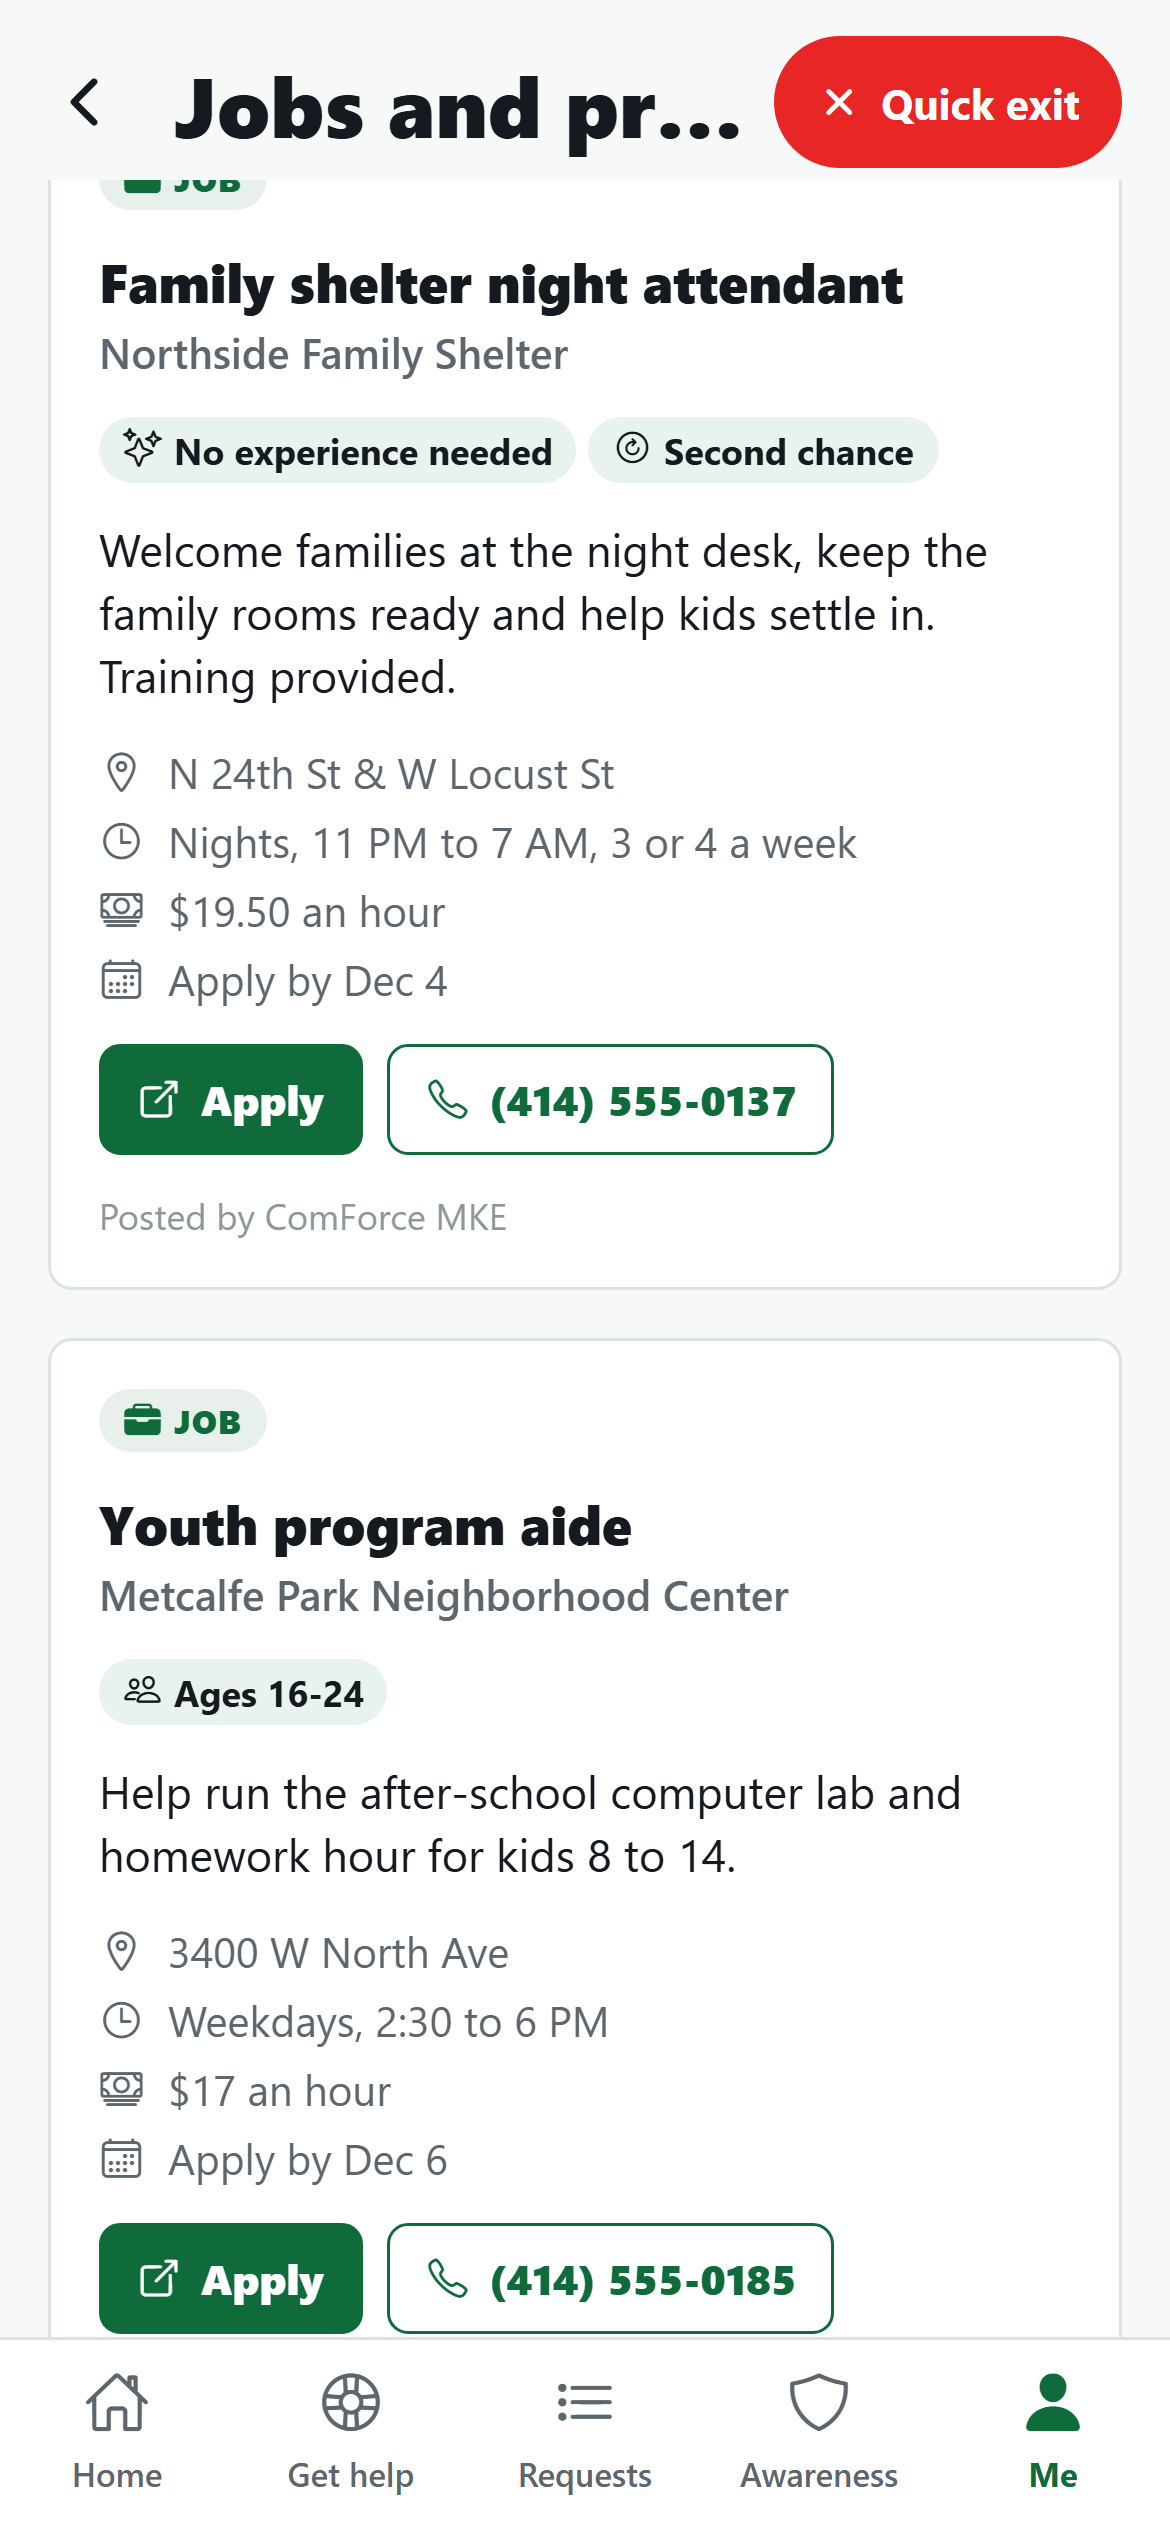 Jobs and pr...
Quick exit
JOB
Family shelter night attendant
Northside Family Shelter
No experience needed
Second chance
Welcome families at the night desk, keep the
family rooms ready and help kids settle in.
Training provided.
N 24th St & W Locust St
Nights, 11 PM to 7 AM, 3 or 4 a week
$19.50 an hour
Apply by Dec 4
Apply
(414) 555-0137
Posted by ComForce MKE
JOB
Youth program aide
Metcalfe Park Neighborhood Center
Ages 16-24
Help run the after-school computer lab and
homework hour for kids 8 to 14.
3400 W North Ave
Weekdays, 2:30 to 6 PM
$17 an hour
Apply by Dec 6
Apply
(414) 555-0185
Home
Get help
Requests
Awareness
Me